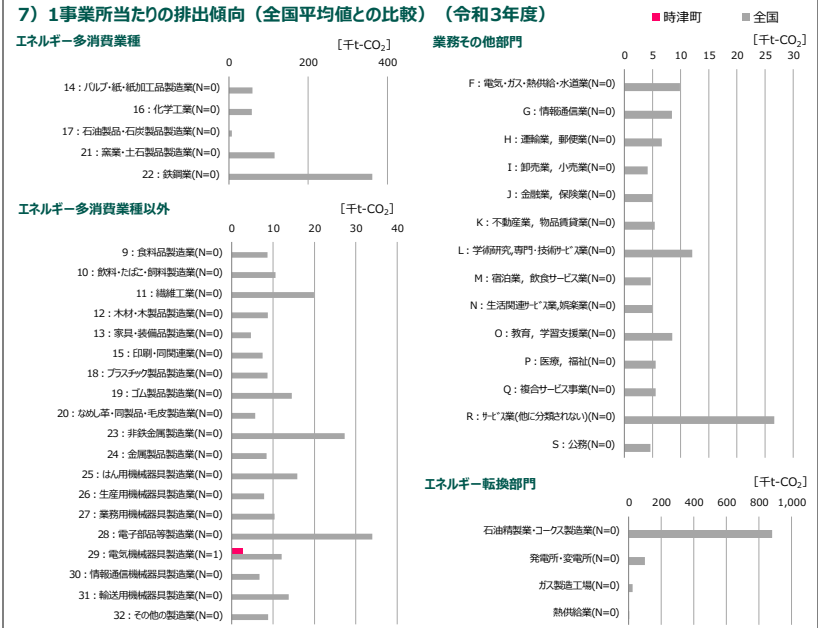 7）1事業所当たりの排出傾向（全国平均値との比較）（令和3年度）
■時津町 ■全国
エネルギー多消費業種
［千t-CO₂］
0 200 400
14：パルプ・紙・紙加工品製造業(N=0)
16：化学工業(N=0)
17：石油製品・石炭製品製造業(N=0)
21：窯業・土石製品製造業(N=0)
22：鉄鋼業(N=0)
エネルギー多消費業種以外
［千t-CO₂］
0 10 20 30 40
9：食料品製造業(N=0)
10：飲料・たばこ・飼料製造業(N=0)
11：繊維工業(N=0)
12：木材・木製品製造業(N=0)
13：家具・装備品製造業(N=0)
15：印刷・同関連業(N=0)
18：プラスチック製品製造業(N=0)
19：ゴム製品製造業(N=0)
20：なめし革・同製品・毛皮製造業(N=0)
23：非鉄金属製造業(N=0)
24：金属製品製造業(N=0)
25：はん用機械器具製造業(N=0)
26：生産用機械器具製造業(N=0)
27：業務用機械器具製造業(N=0)
28：電子部品等製造業(N=0)
29：電気機械器具製造業(N=1)
30：情報通信機械器具製造業(N=0)
31：輸送用機械器具製造業(N=0)
32：その他の製造業(N=0)
業務その他部門
［千t-CO₂］
0 5 10 15 20 25 30
F：電気・ガス・熱供給・水道業(N=0)
G：情報通信業(N=0)
H：運輸業，郵便業(N=0)
I：卸売業，小売業(N=0)
J：金融業，保険業(N=0)
K：不動産業，物品賃貸業(N=0)
L：学術研究,専門・技術サービス業(N=0)
M：宿泊業，飲食サービス業(N=0)
N：生活関連サービス業,娯楽業(N=0)
O：教育，学習支援業(N=0)
P：医療，福祉(N=0)
Q：複合サービス事業(N=0)
R：サービス業(他に分類されない)(N=0)
S：公務(N=0)
エネルギー転換部門
［千t-CO₂］
0 200 400 600 800 1,000
石油精製業・コークス製造業(N=0)
発電所・変電所(N=0)
ガス製造工場(N=0)
熱供給業(N=0)